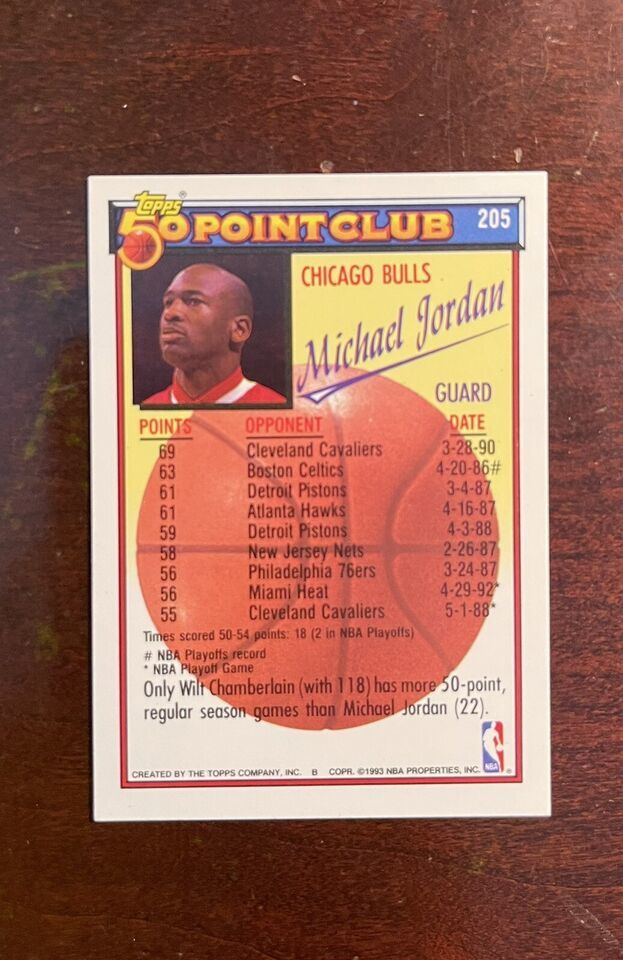 Topps ®
50 POINT CLUB 205
CHICAGO BULLS
Michael Jordan
GUARD
POINTS OPPONENT DATE
69 Cleveland Cavaliers 3-28-90
63 Boston Celtics 4-20-86#
61 Detroit Pistons 3-4-87
61 Atlanta Hawks 4-16-87
59 Detroit Pistons 4-3-88
58 New Jersey Nets 2-26-87
56 Philadelphia 76ers 3-24-87
56 Miami Heat 4-29-92*
55 Cleveland Cavaliers 5-1-88*
Times scored 50-54 points: 18 (2 in NBA Playoffs)
# NBA Playoffs record
* NBA Playoff Game
Only Wilt Chamberlain (with 118) has more 50-point,
regular season games than Michael Jordan (22).
NBA ®
CREATED BY THE TOPPS COMPANY, INC. B COPR. ©1993 NBA PROPERTIES, INC.